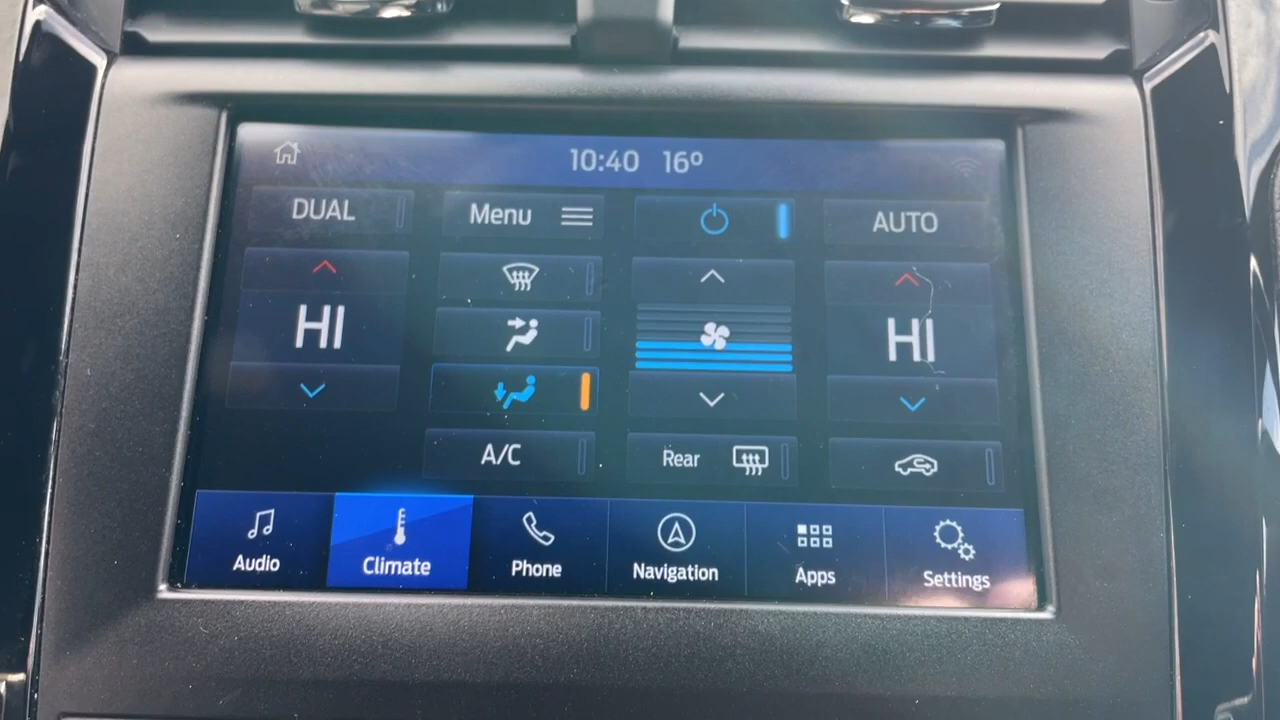 10:40 16º
DUAL
Menu
AUTO
HI
HI
A/C
Rear
Audio
Climate
Phone
Navigation
Apps
Settings